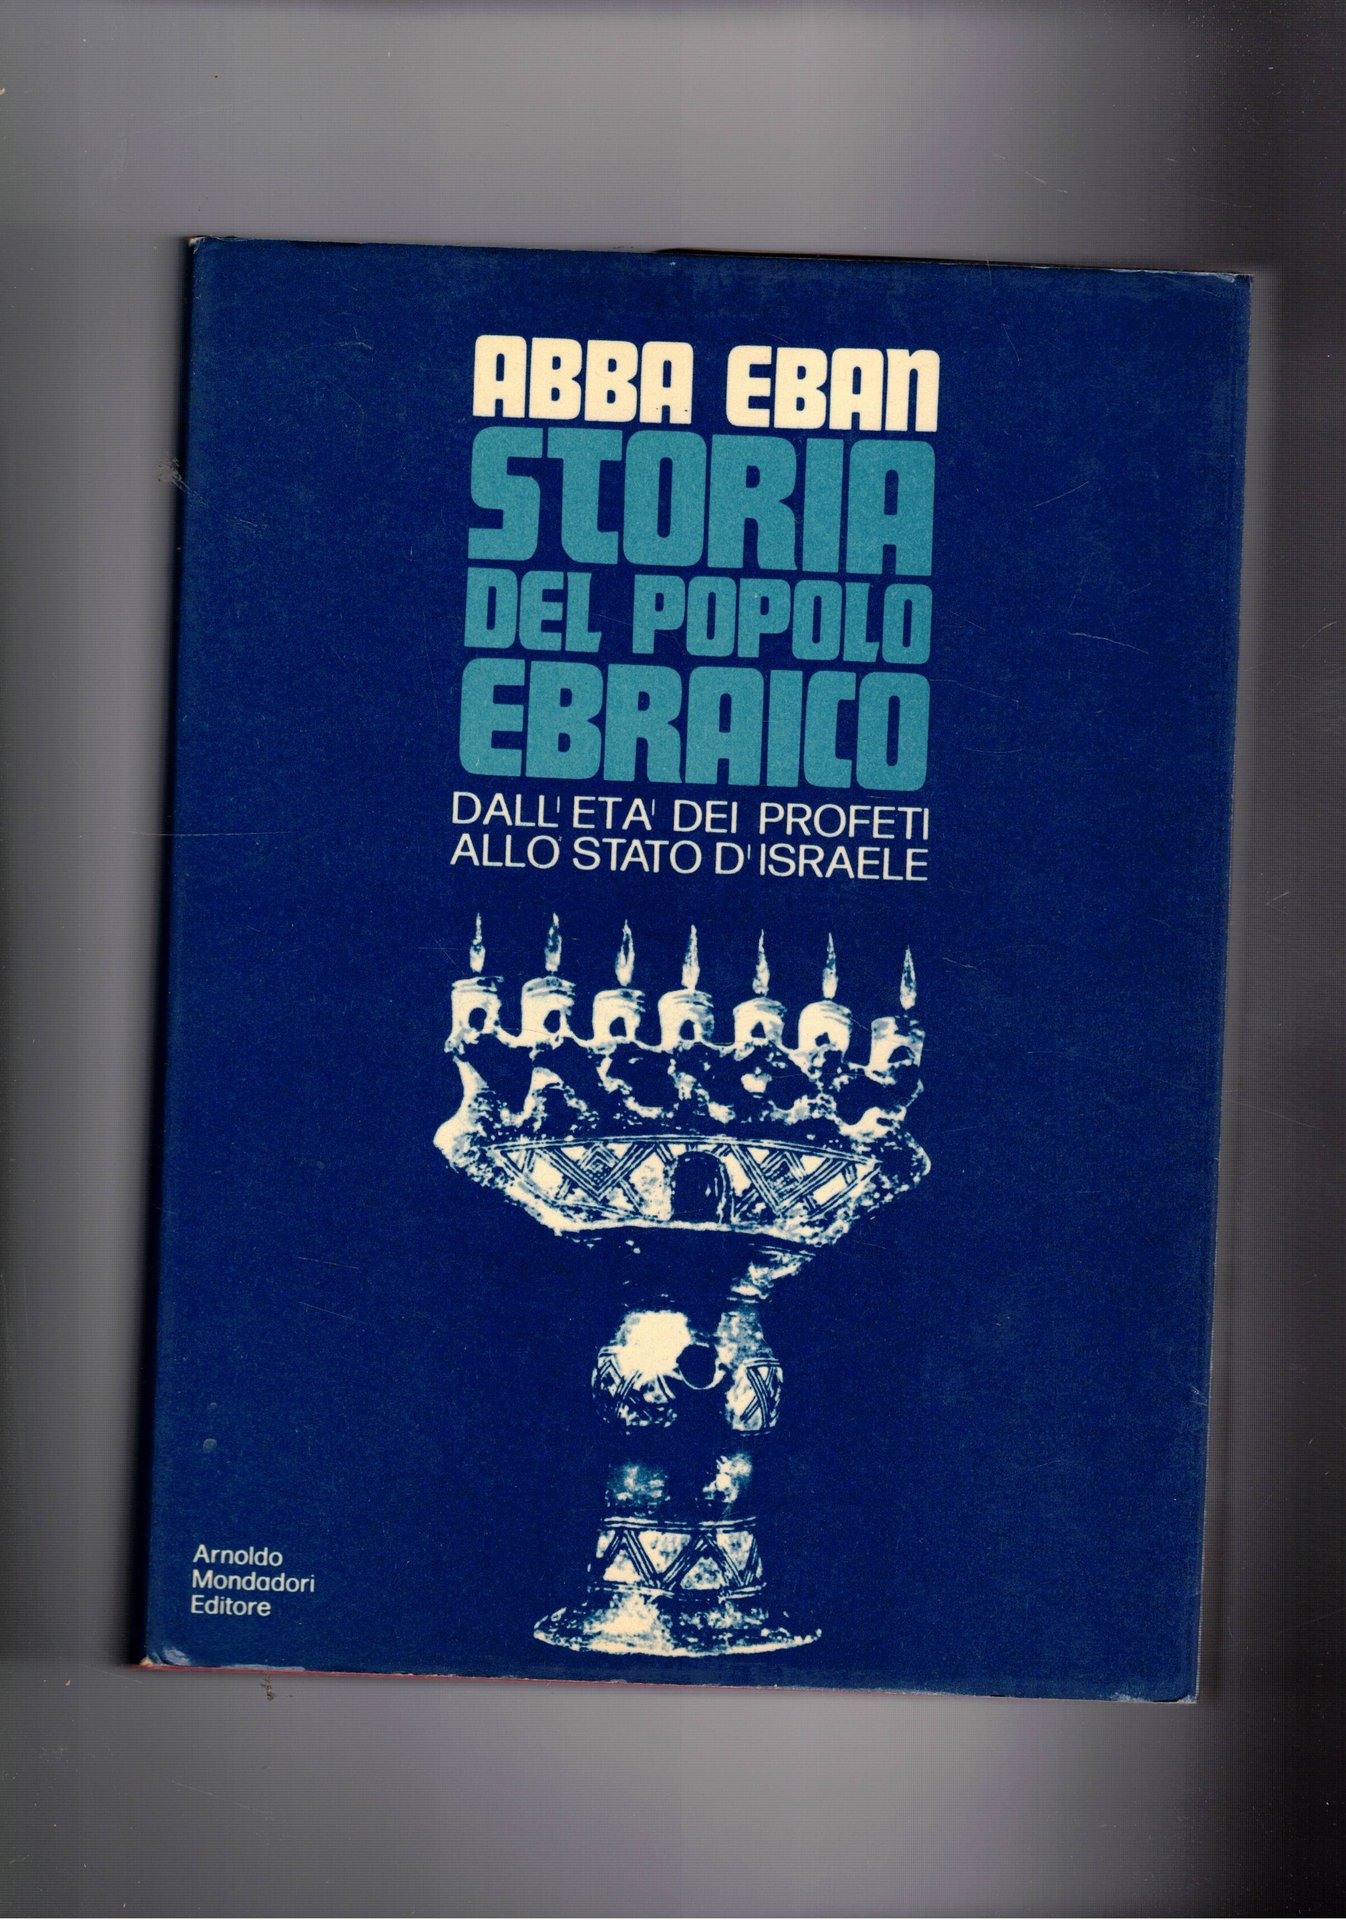 ABBA EBAN
STORIA
DEL POPOLO
EBRAICO
DALL'ETA' DEI PROFETI
ALLO STATO D'ISRAELE
Arnoldo
Mondadori
Editore